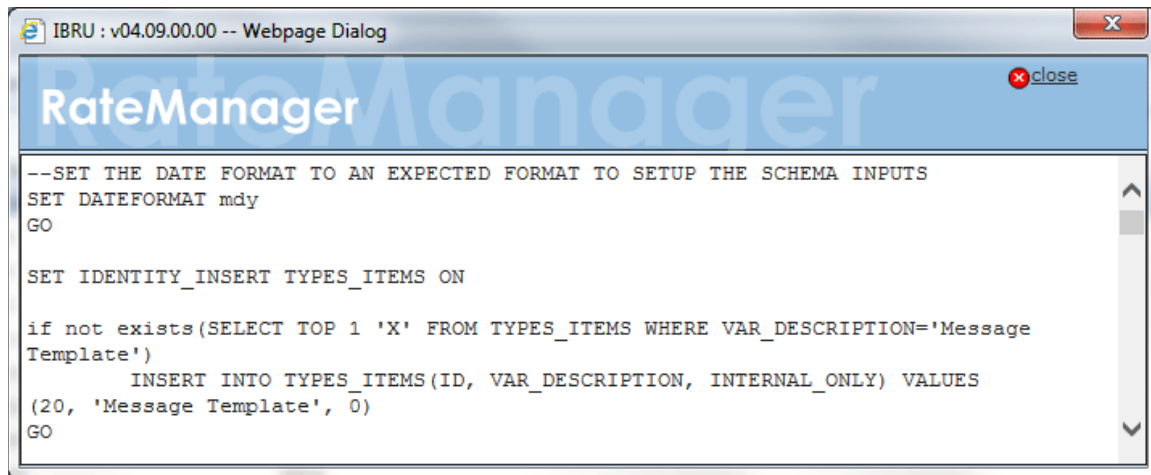 IBRU : v04.09.00.00 -- Webpage Dialog
close
RateManager
RateManager
--SET THE DATE FORMAT TO AN EXPECTED FORMAT TO SETUP THE SCHEMA INPUTS
SET DATEFORMAT mdy
GO
SET IDENTITY_INSERT TYPES_ITEMS ON
if not exists(SELECT TOP 1 'X' FROM TYPES_ITEMS WHERE VAR_DESCRIPTION='Message
Template')
INSERT INTO TYPES_ITEMS(ID, VAR_DESCRIPTION, INTERNAL_ONLY) VALUES
(20, 'Message Template', 0)
GO